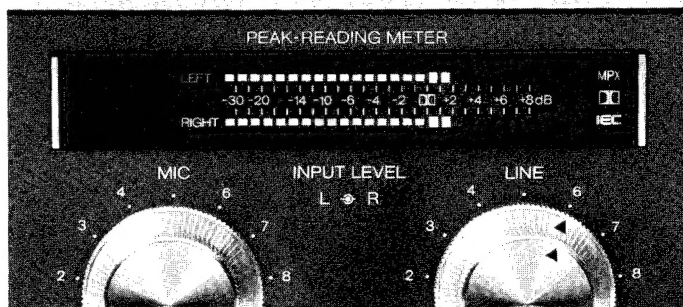 PEAK-READING METER
LEFT
MPX
-30 -20 -14 -10 -6 -4 -2 +2 +4 +6 +8dB
RIGHT
IEC
MIC
INPUT LEVEL
LINE
L R
4 6 4 6
3 7 3 7
2 8 2 8